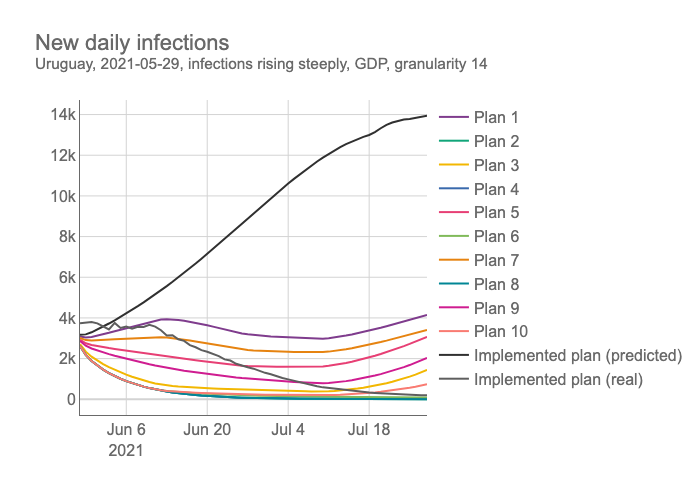 New daily infections
Uruguay, 2021-05-29, infections rising steeply, GDP, granularity 14
14k
12k
10k
8k
6k
4k
2k
0
Jun 6
2021
Jun 20
Jul 4
Jul 18
Plan 1
Plan 2
Plan 3
Plan 4
Plan 5
Plan 6
Plan 7
Plan 8
Plan 9
Plan 10
Implemented plan (predicted)
Implemented plan (real)